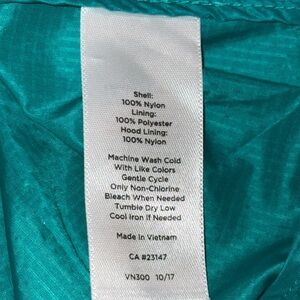 Shell:
100% Nylon
Lining:
100% Polyester
Hood Lining:
100% Nylon
Machine Wash Cold
With Like Colors
Gentle Cycle
Only Non-Chlorine
Bleach When Needed
Tumble Dry Low
Cool Iron if Needed
Made In Vietnam
CA #23147
VN300 10/17